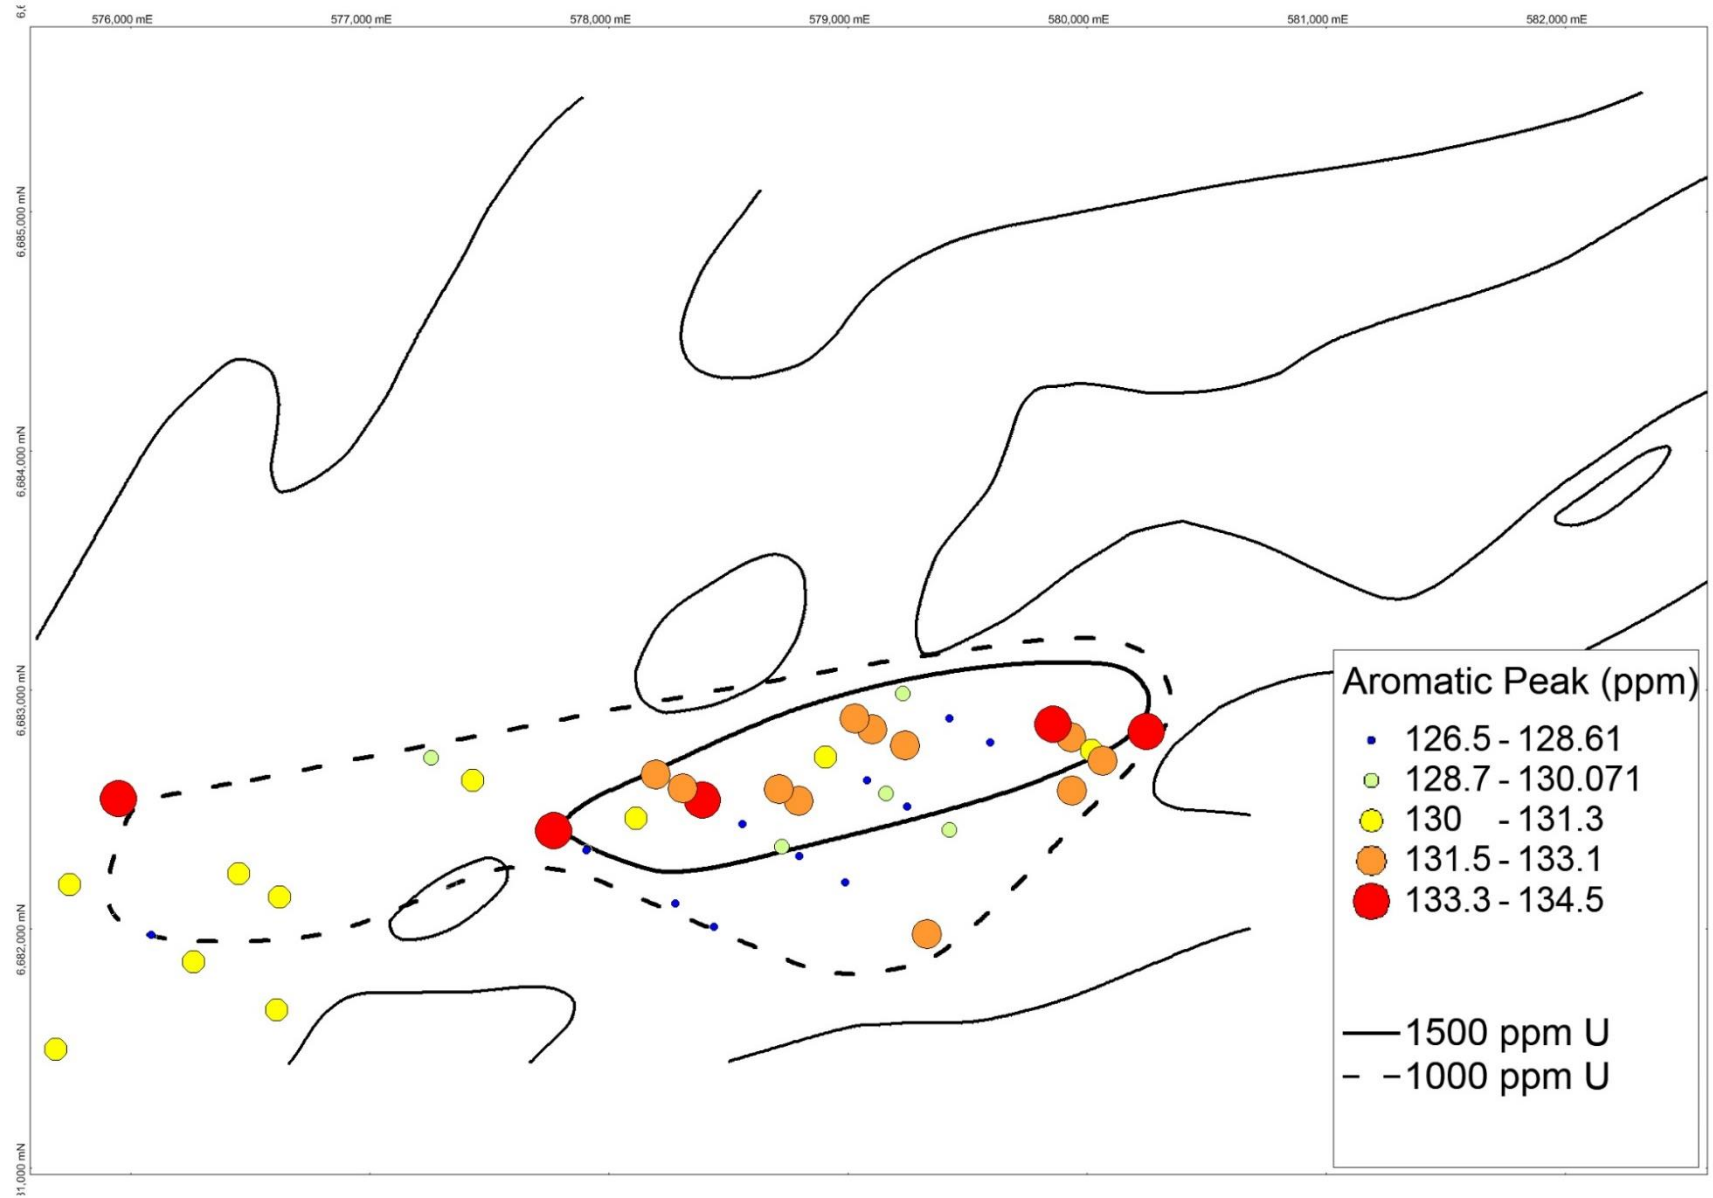 576,000 mE 577,000 mE 578,000 mE 579,000 mE 580,000 mE 581,000 mE 582,000 mE
6,685,000 mN
6,684,000 mN
6,683,000 mN
6,682,000 mN
31,000 mN
Aromatic Peak (ppm)
126.5 - 128.61
128.7 - 130.071
130 - 131.3
131.5 - 133.1
133.3 - 134.5
1500 ppm U
1000 ppm U